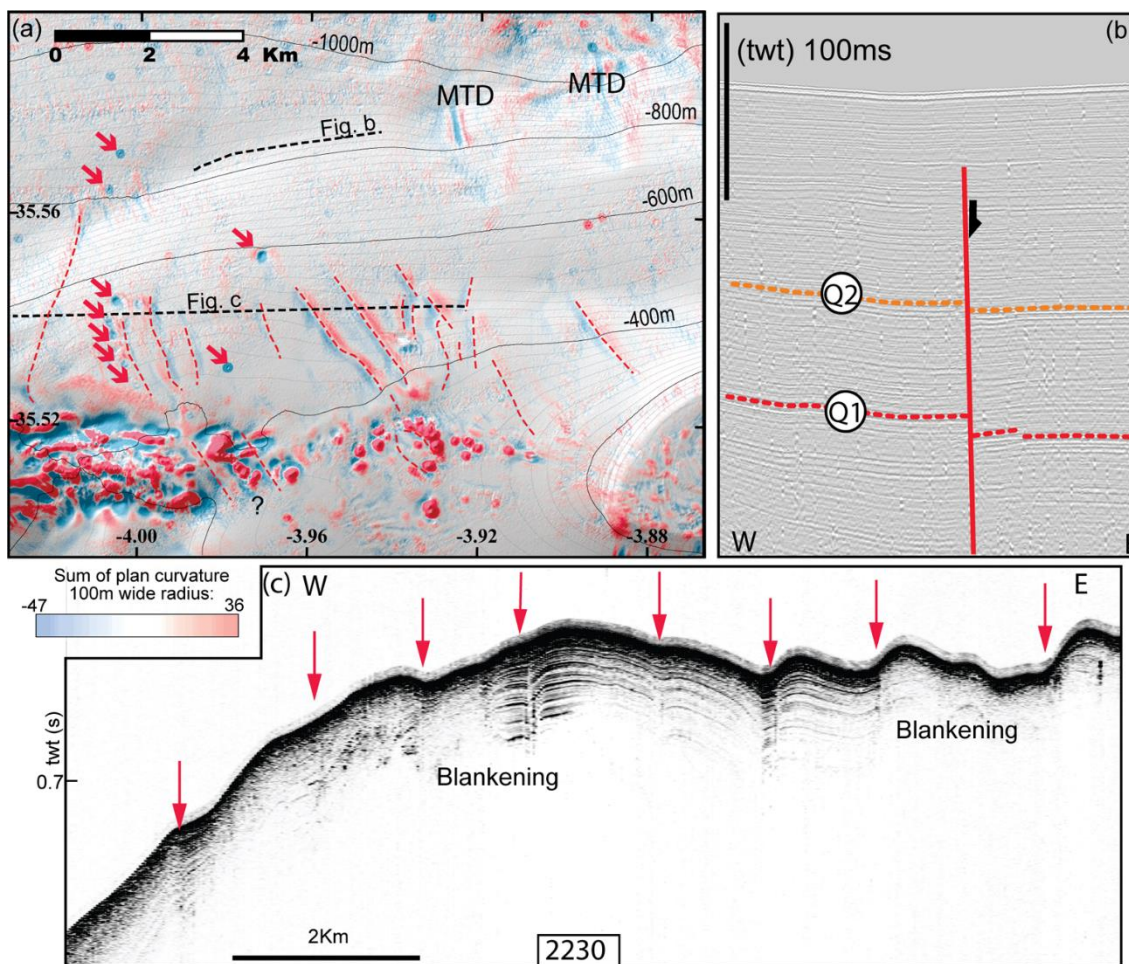 (a)
0 2 4 Km
-1000m
MTD
MTD
-800m
Fig. b
-600m
35.56
Fig. c
-400m
35.52
?
-4.00
-3.96
-3.92
-3.88
(b)
(twt) 100ms
Q2
Q1
W
Sum of plan curvature
100m wide radius:
-47
36
(c)
W
E
twt (s)
0.7
Blankening
Blankening
2Km
2230